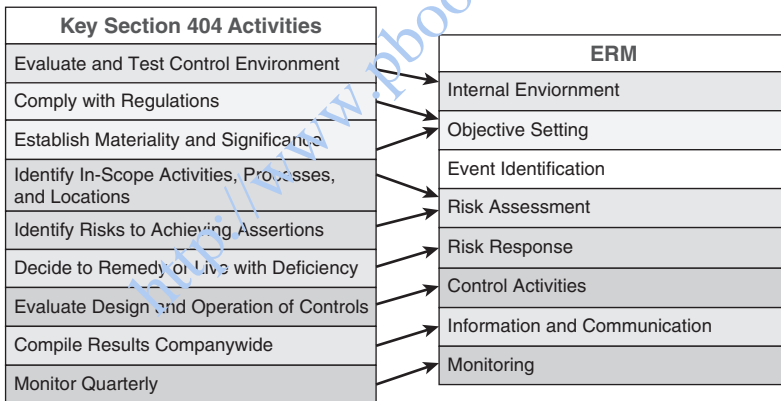 Key Section 404 Activities
Evaluate and Test Control Environment
Comply with Regulations
Establish Materiality and Significance
Identify In-Scope Activities, Processes,
and Locations
Identify Risks to Achieving Assertions
Decide to Remedy or Live with Deficiency
Evaluate Design and Operation of Controls
Compile Results Companywide
Monitor Quarterly
ERM
Internal Enviornment
Objective Setting
Event Identification
Risk Assessment
Risk Response
Control Activities
Information and Communication
Monitoring
http://www.pboo